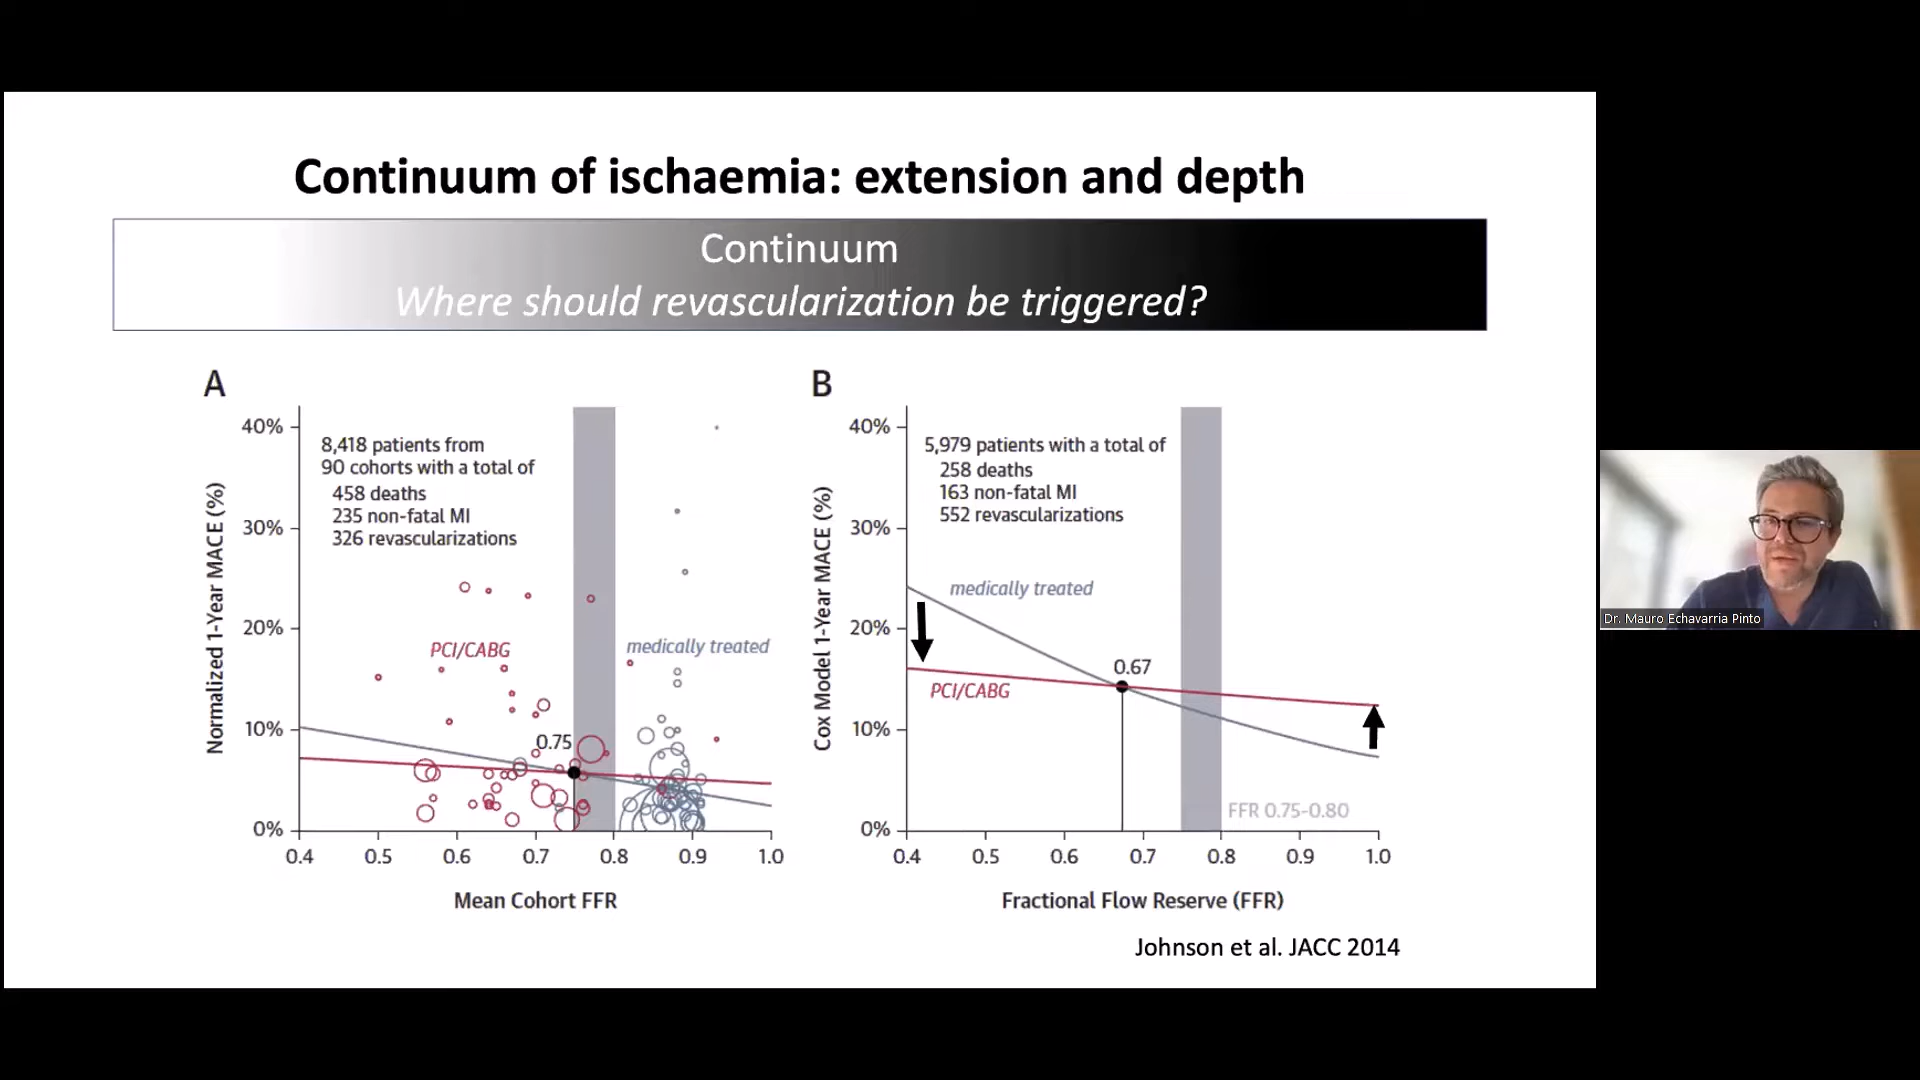 Continuum of ischaemia: extension and depth
Continuum
Where should revascularization be triggered?
A
Normalized 1-Year MACE (%)
40%
30%
20%
10%
0%
8,418 patients from
90 cohorts with a total of
458 deaths
235 non-fatal MI
326 revascularizations
PCI/CABG
medically treated
0.75
0.4 0.5 0.6 0.7 0.8 0.9 1.0
Mean Cohort FFR
B
Cox Model 1-Year MACE (%)
40%
30%
20%
10%
0%
5,979 patients with a total of
258 deaths
163 non-fatal MI
552 revascularizations
medically treated
0.67
PCI/CABG
FFR 0.75-0.80
0.4 0.5 0.6 0.7 0.8 0.9 1.0
Fractional Flow Reserve (FFR)
Johnson et al. JACC 2014
Dr. Mauro Echavarria Pinto